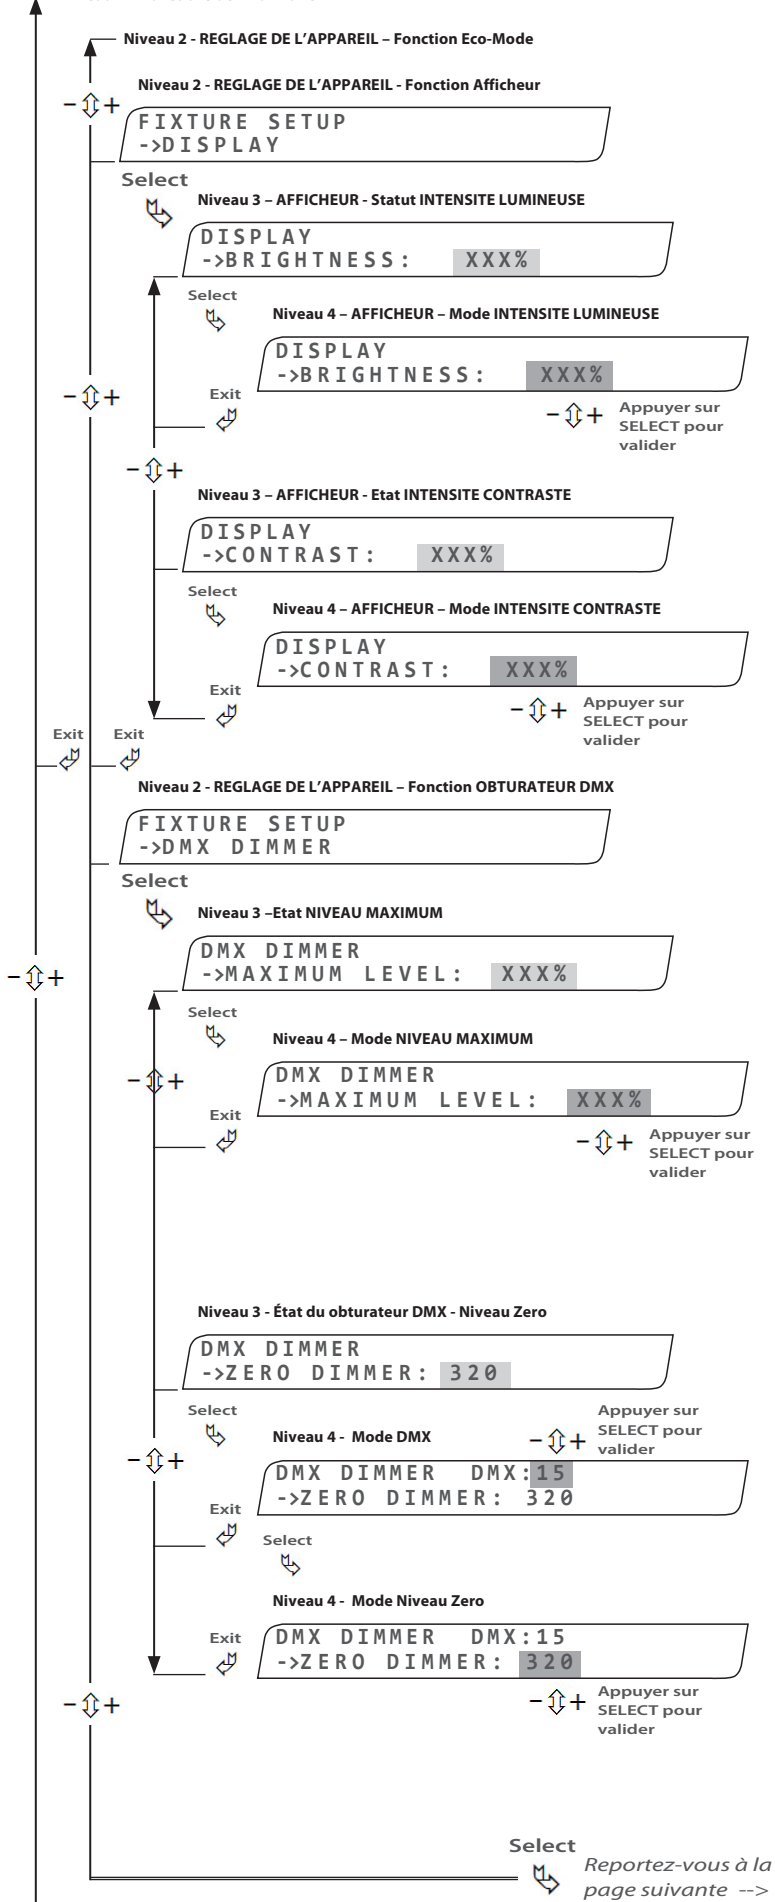 Niveau 2 - REGLAGE DE L'APPAREIL – Fonction Eco-Mode
Niveau 2 - REGLAGE DE L'APPAREIL - Fonction Afficheur
- +
FIXTURE SETUP
->DISPLAY
Select
Niveau 3 – AFFICHEUR - Statut INTENSITE LUMINEUSE
DISPLAY
->BRIGHTNESS: XXX%
Select
Niveau 4 – AFFICHEUR – Mode INTENSITE LUMINEUSE
DISPLAY
->BRIGHTNESS: XXX%
- +
Exit
- +
Appuyer sur
SELECT pour
valider
- +
Niveau 3 – AFFICHEUR - Etat INTENSITE CONTRASTE
DISPLAY
->CONTRAST: XXX%
Select
Niveau 4 – AFFICHEUR – Mode INTENSITE CONTRASTE
DISPLAY
->CONTRAST: XXX%
Exit
- +
Appuyer sur
SELECT pour
valider
Exit
Exit
Niveau 2 - REGLAGE DE L'APPAREIL – Fonction OBTURATEUR DMX
FIXTURE SETUP
->DMX DIMMER
Select
Niveau 3 –Etat NIVEAU MAXIMUM
DMX DIMMER
->MAXIMUM LEVEL: XXX%
- +
Select
Niveau 4 – Mode NIVEAU MAXIMUM
DMX DIMMER
->MAXIMUM LEVEL: XXX%
- +
Exit
- +
Appuyer sur
SELECT pour
valider
Niveau 3 - État du obturateur DMX - Niveau Zero
DMX DIMMER
->ZERO DIMMER: 320
Select
Niveau 4 - Mode DMX
- +
Appuyer sur
SELECT pour
valider
- +
DMX DIMMER DMX:15
->ZERO DIMMER: 320
Exit
Select
Niveau 4 - Mode Niveau Zero
Exit
DMX DIMMER DMX:15
->ZERO DIMMER: 320
- +
- +
Appuyer sur
SELECT pour
valider
Select
Reportez-vous à la
page suivante -->